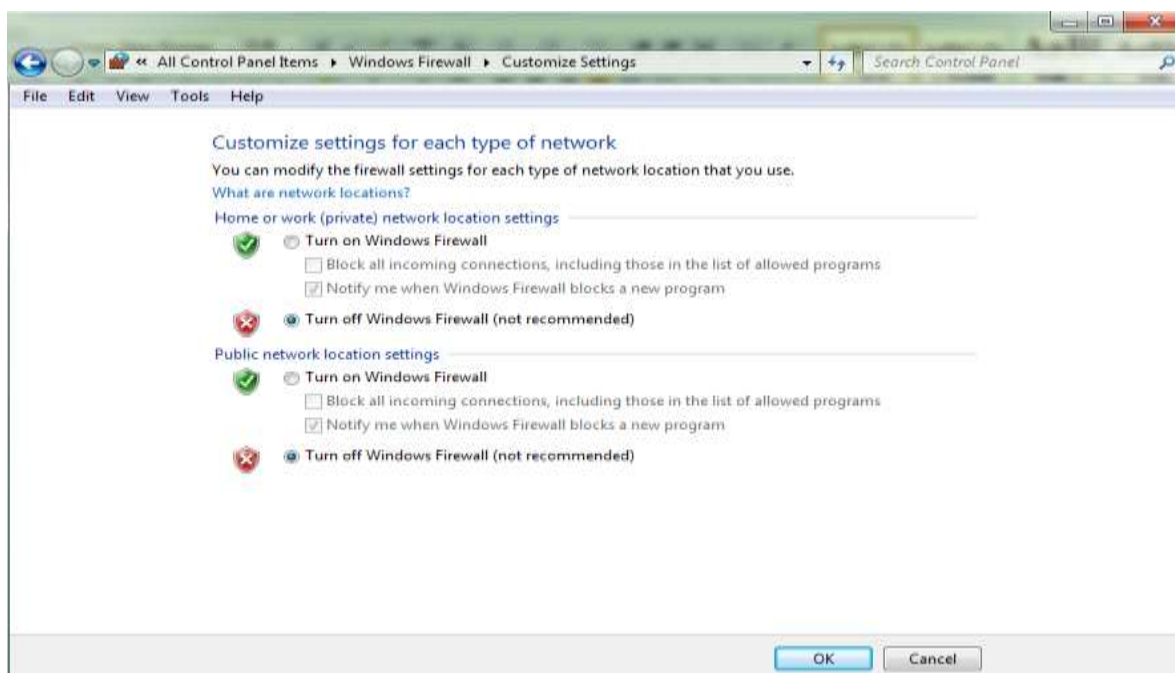 « All Control Panel Items ▸ Windows Firewall ▸ Customize Settings
Search Control Panel
File Edit View Tools Help
Customize settings for each type of network
You can modify the firewall settings for each type of network location that you use.
What are network locations?
Home or work (private) network location settings
Turn on Windows Firewall
Block all incoming connections, including those in the list of allowed programs
Notify me when Windows Firewall blocks a new program
Turn off Windows Firewall (not recommended)
Public network location settings
Turn on Windows Firewall
Block all incoming connections, including those in the list of allowed programs
Notify me when Windows Firewall blocks a new program
Turn off Windows Firewall (not recommended)
OK Cancel